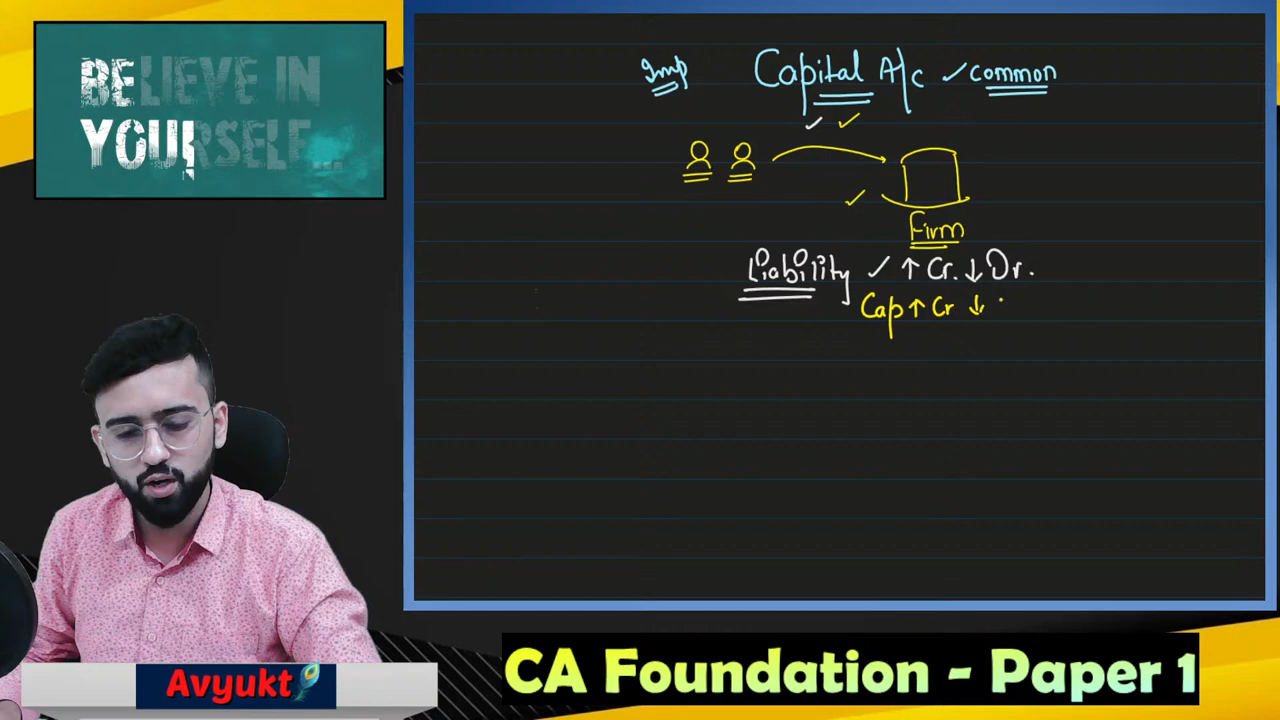 BELIEVE IN
YOURSELF...
Imp Capital A/c ✓ common
Firm
Liability ✓ ↑ Cr. ↓ Dr.
Cap ↑ Cr ↓
Avyukt
CA Foundation - Paper 1